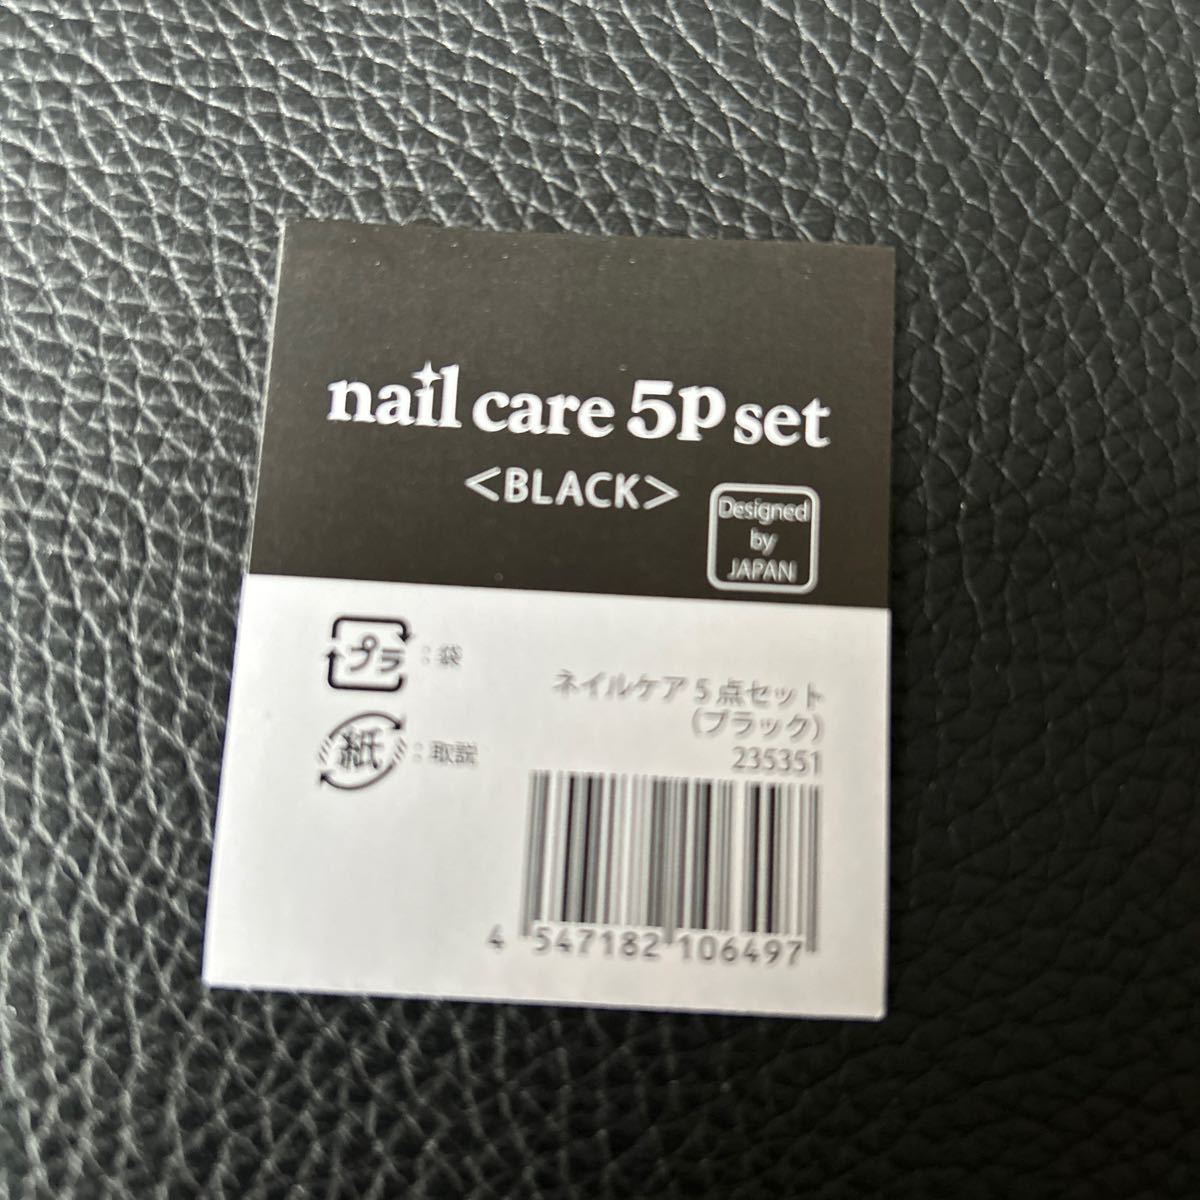 nail care 5p set
<BLACK>
Designed
by
JAPAN
プラ:袋
紙:取説
ネイルケア5点セット
(ブラック)
235351
4 547182 106497